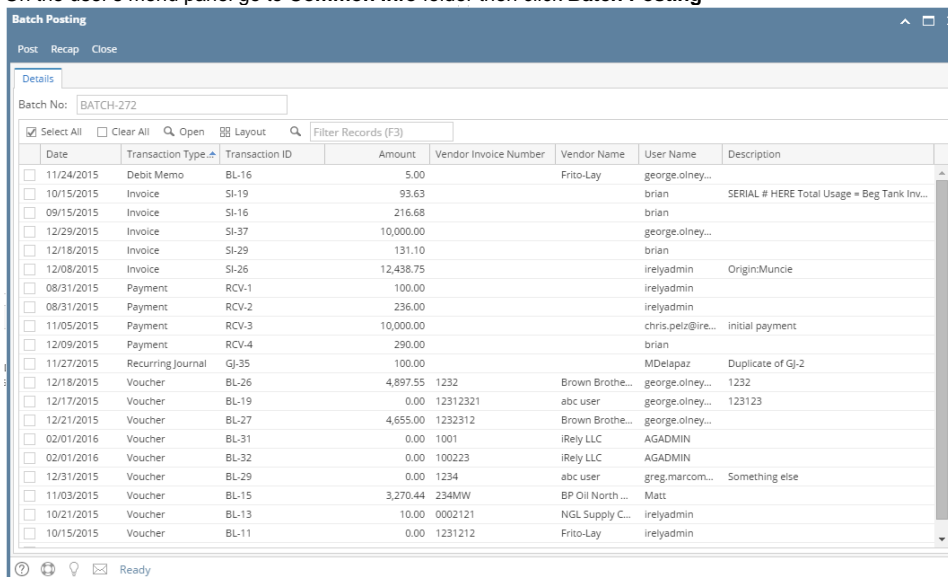 On the user's menu panel go to Common Info folder then click Batch Posting
Batch Posting
Post Recap Close
Details
Batch No: BATCH-272
Select All Clear All Open Layout Filter Records (F3)
Date Transaction Type... Transaction ID Amount Vendor Invoice Number Vendor Name User Name Description
11/24/2015 Debit Memo BL-16 5.00 Frito-Lay george.olney...
10/15/2015 Invoice SI-19 93.63 brian SERIAL # HERE Total Usage = Beg Tank Inv...
09/15/2015 Invoice SI-16 216.68 brian
12/29/2015 Invoice SI-37 10,000.00 george.olney...
12/18/2015 Invoice SI-29 131.10 brian
12/08/2015 Invoice SI-26 12,438.75 irelyadmin Origin:Muncie
08/31/2015 Payment RCV-1 100.00 irelyadmin
08/31/2015 Payment RCV-2 236.00 irelyadmin
11/05/2015 Payment RCV-3 10,000.00 chris.pelz@ire... initial payment
12/09/2015 Payment RCV-4 290.00 brian
11/27/2015 Recurring Journal GJ-35 100.00 MDelapaz Duplicate of GJ-2
12/18/2015 Voucher BL-26 4,897.55 1232 Brown Brothe... george.olney... 1232
12/17/2015 Voucher BL-19 0.00 12312321 abc user george.olney... 123123
12/21/2015 Voucher BL-27 4,655.00 1232312 Brown Brothe... george.olney...
02/01/2016 Voucher BL-31 0.00 1001 iRely LLC AGADMIN
02/01/2016 Voucher BL-32 0.00 100223 iRely LLC AGADMIN
12/31/2015 Voucher BL-29 0.00 1234 abc user greg.marcom... Something else
11/03/2015 Voucher BL-15 3,270.44 234MW BP Oil North ... Matt
10/21/2015 Voucher BL-13 10.00 0002121 NGL Supply C... irelyadmin
10/15/2015 Voucher BL-11 0.00 1231212 Frito-Lay irelyadmin
Ready